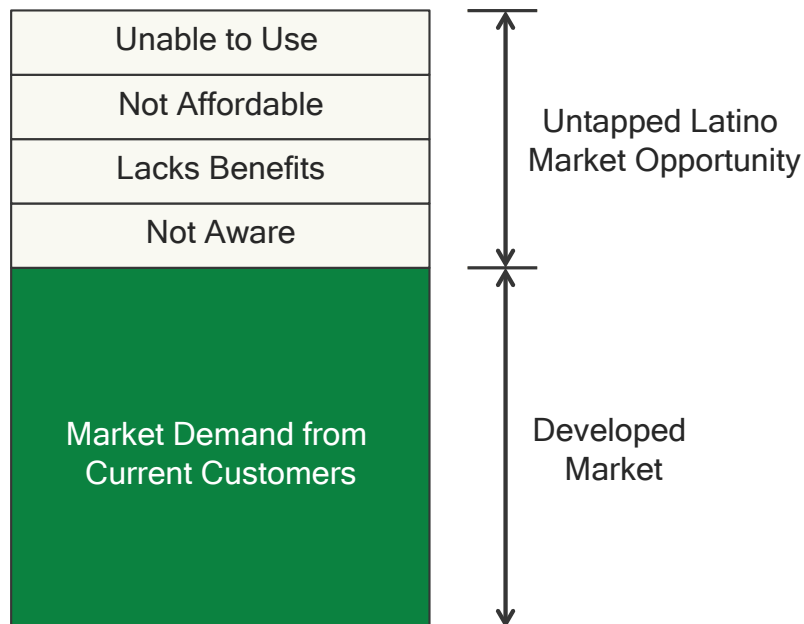 Unable to Use
Not Affordable
Lacks Benefits
Not Aware
Untapped Latino
Market Opportunity
Market Demand from
Current Customers
Developed
Market